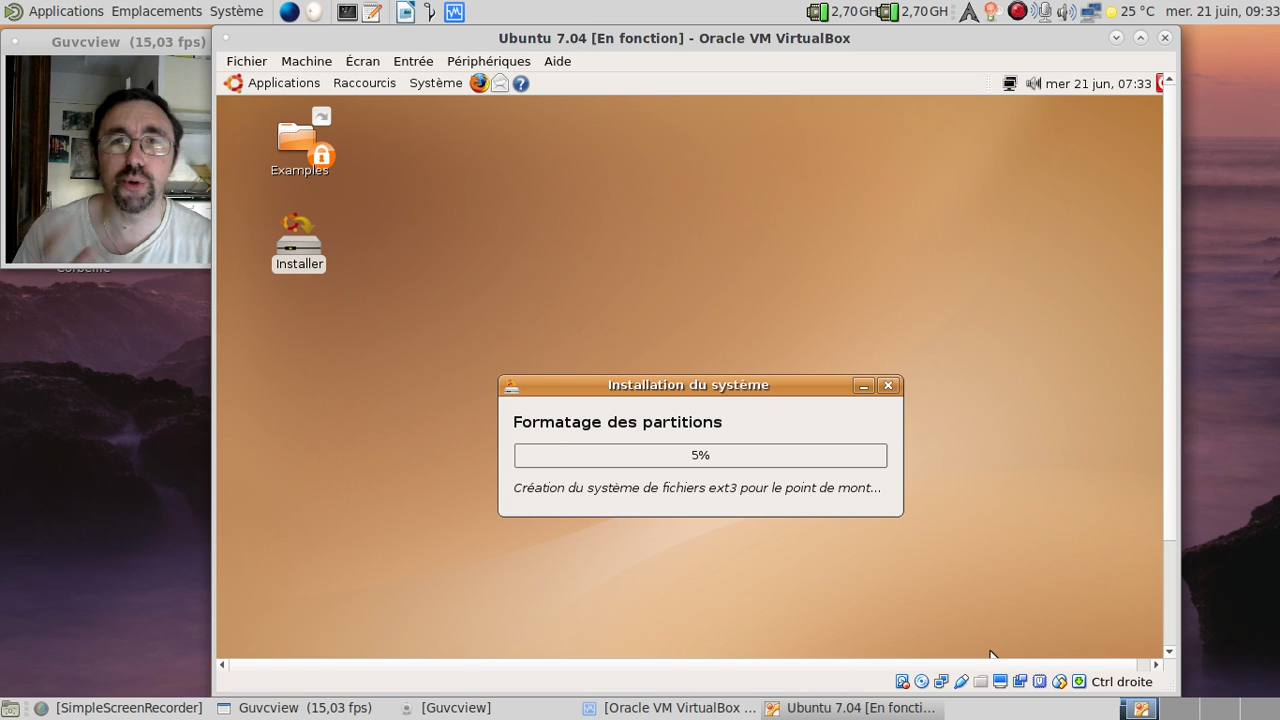 Applications Emplacements Système 2,70 GH 2,70 GH 25 °C mer. 21 juin, 09:33
Guvcview (15,03 fps)
Ubuntu 7.04 [En fonction] - Oracle VM VirtualBox
Fichier Machine Écran Entrée Périphériques Aide
Applications Raccourcis Système mer 21 jun, 07:33
Examples
Installer
Corbeille
Installation du système
Formatage des partitions
5%
Création du système de fichiers ext3 pour le point de mont...
Ctrl droite
[SimpleScreenRecorder] Guvcview (15,03 fps) [Guvcview] [Oracle VM VirtualBox ... Ubuntu 7.04 [En foncti...